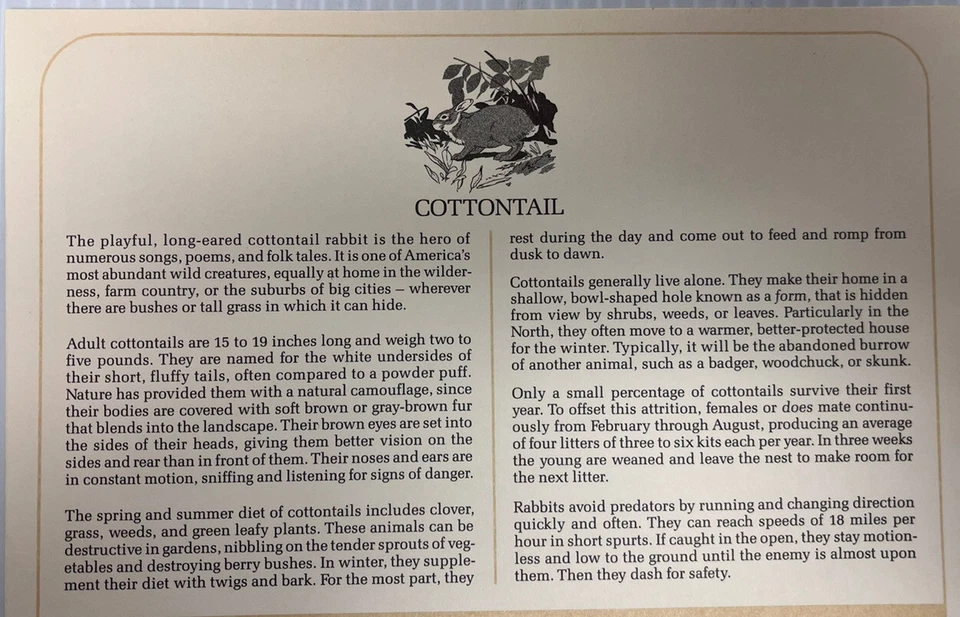 COTTONTAIL
The playful, long-eared cottontail rabbit is the hero of
numerous songs, poems, and folk tales. It is one of America's
most abundant wild creatures, equally at home in the wilder-
ness, farm country, or the suburbs of big cities – wherever
there are bushes or tall grass in which it can hide.
Adult cottontails are 15 to 19 inches long and weigh two to
five pounds. They are named for the white undersides of
their short, fluffy tails, often compared to a powder puff.
Nature has provided them with a natural camouflage, since
their bodies are covered with soft brown or gray-brown fur
that blends into the landscape. Their brown eyes are set into
the sides of their heads, giving them better vision on the
sides and rear than in front of them. Their noses and ears are
in constant motion, sniffing and listening for signs of danger.
The spring and summer diet of cottontails includes clover,
grass, weeds, and green leafy plants. These animals can be
destructive in gardens, nibbling on the tender sprouts of veg-
etables and destroying berry bushes. In winter, they supple-
ment their diet with twigs and bark. For the most part, they
rest during the day and come out to feed and romp from
dusk to dawn.
Cottontails generally live alone. They make their home in a
shallow, bowl-shaped hole known as a form, that is hidden
from view by shrubs, weeds, or leaves. Particularly in the
North, they often move to a warmer, better-protected house
for the winter. Typically, it will be the abandoned burrow
of another animal, such as a badger, woodchuck, or skunk.
Only a small percentage of cottontails survive their first
year. To offset this attrition, females or does mate continu-
ously from February through August, producing an average
of four litters of three to six kits each per year. In three weeks
the young are weaned and leave the nest to make room for
the next litter.
Rabbits avoid predators by running and changing direction
quickly and often. They can reach speeds of 18 miles per
hour in short spurts. If caught in the open, they stay motion-
less and low to the ground until the enemy is almost upon
them. Then they dash for safety.